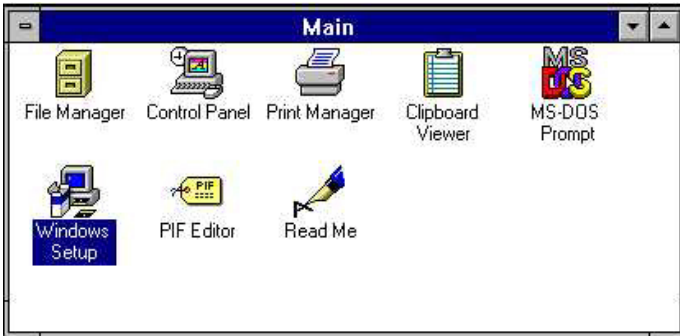 Main
File Manager
Control Panel
Print Manager
Clipboard
Viewer
MS-DOS
Prompt
MS
DOS
Windows
Setup
PIF
PIF Editor
Read Me